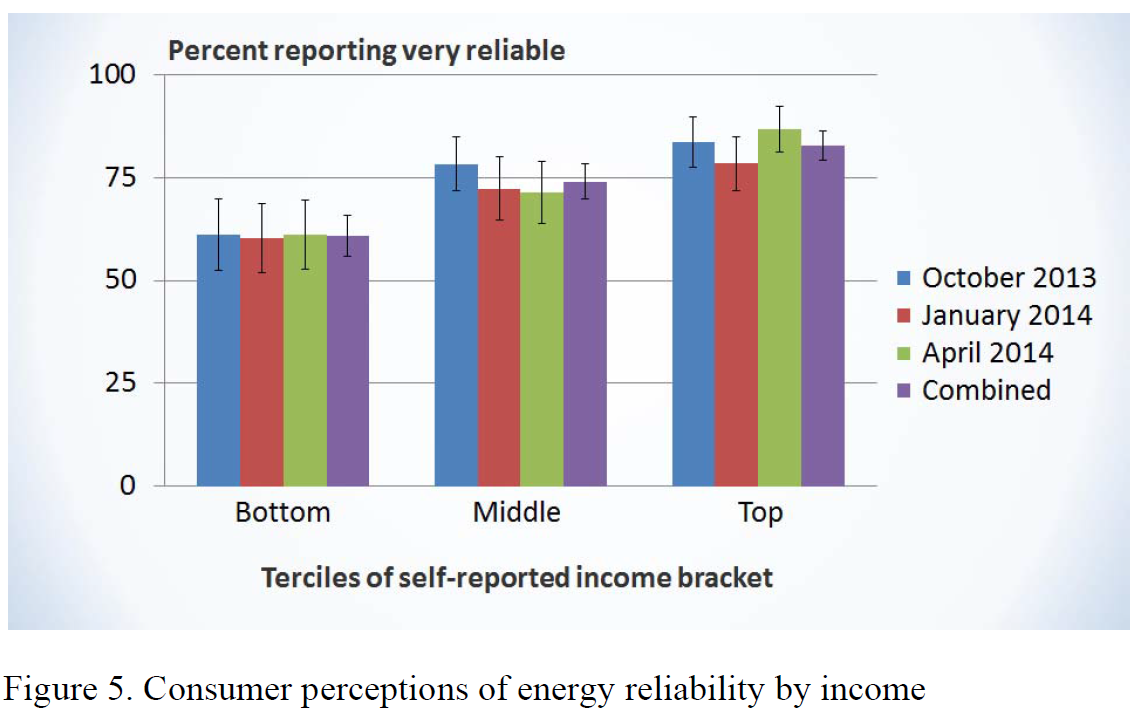 Percent reporting very reliable
100
75
50
25
0
Bottom Middle Top
Terciles of self-reported income bracket
October 2013
January 2014
April 2014
Combined
Figure 5. Consumer perceptions of energy reliability by income